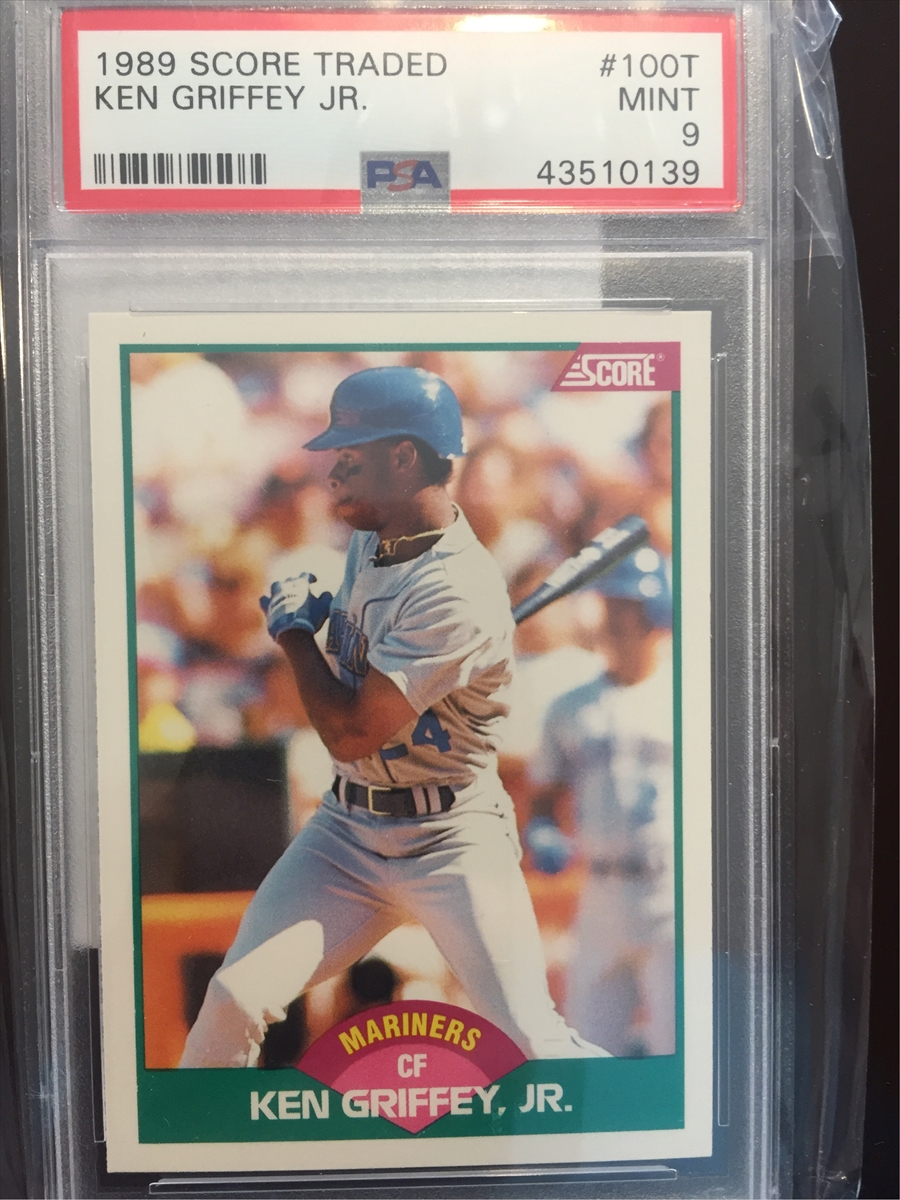 1989 SCORE TRADED #100T
KEN GRIFFEY JR. MINT
9
PSA 43510139
SCORE®
4
MARINERS
CF
KEN GRIFFEY, JR.